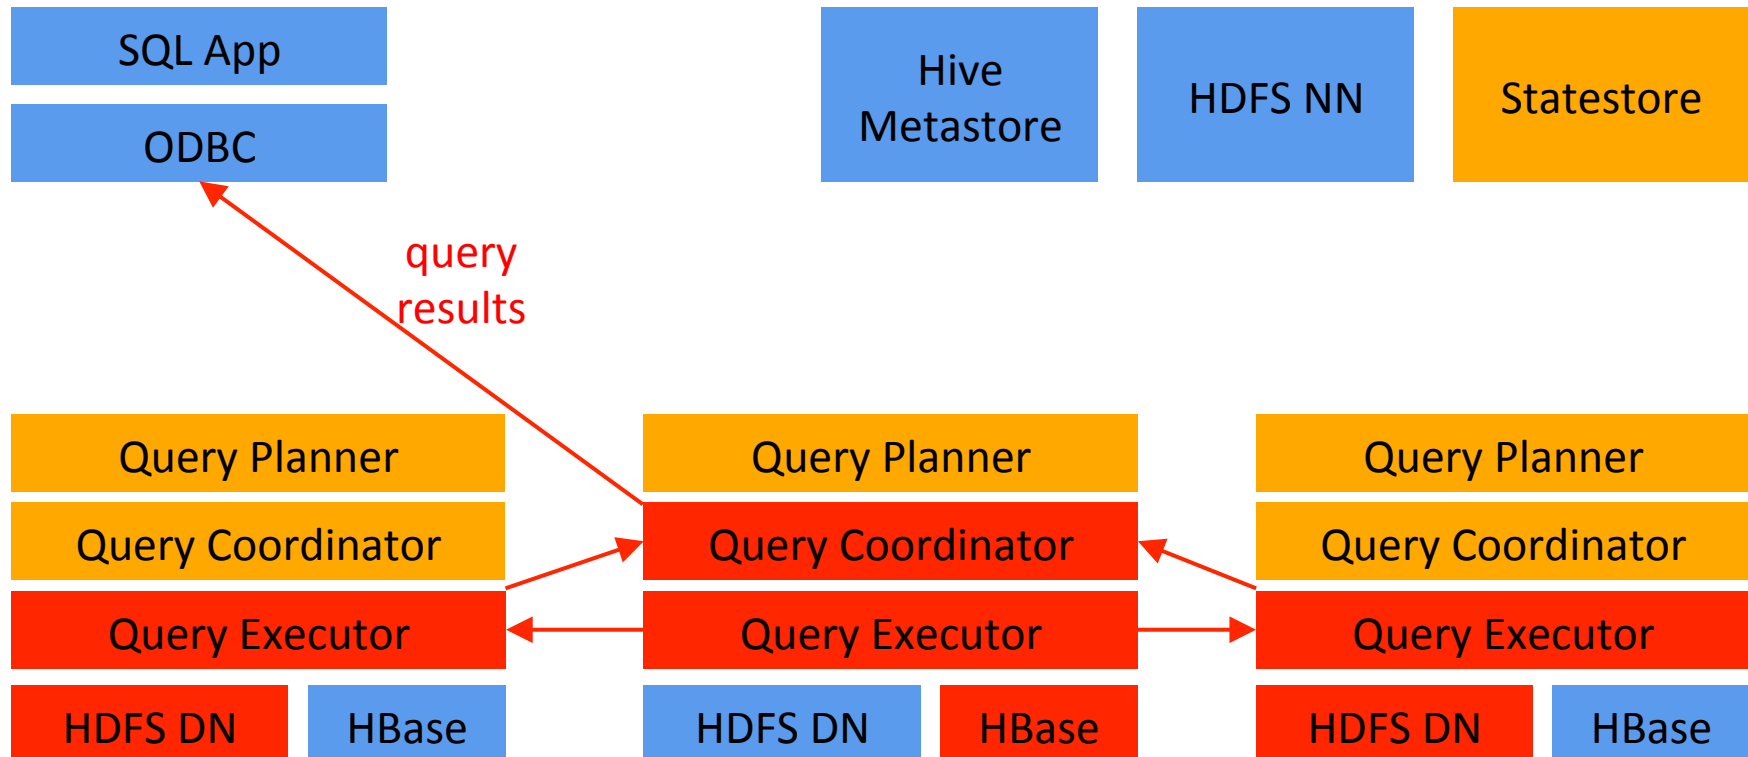 SQL App
ODBC
Hive
Metastore
HDFS NN
Statestore
query
results
Query Planner
Query Coordinator
Query Executor
HDFS DN
HBase
Query Planner
Query Coordinator
Query Executor
HDFS DN
HBase
Query Planner
Query Coordinator
Query Executor
HDFS DN
HBase